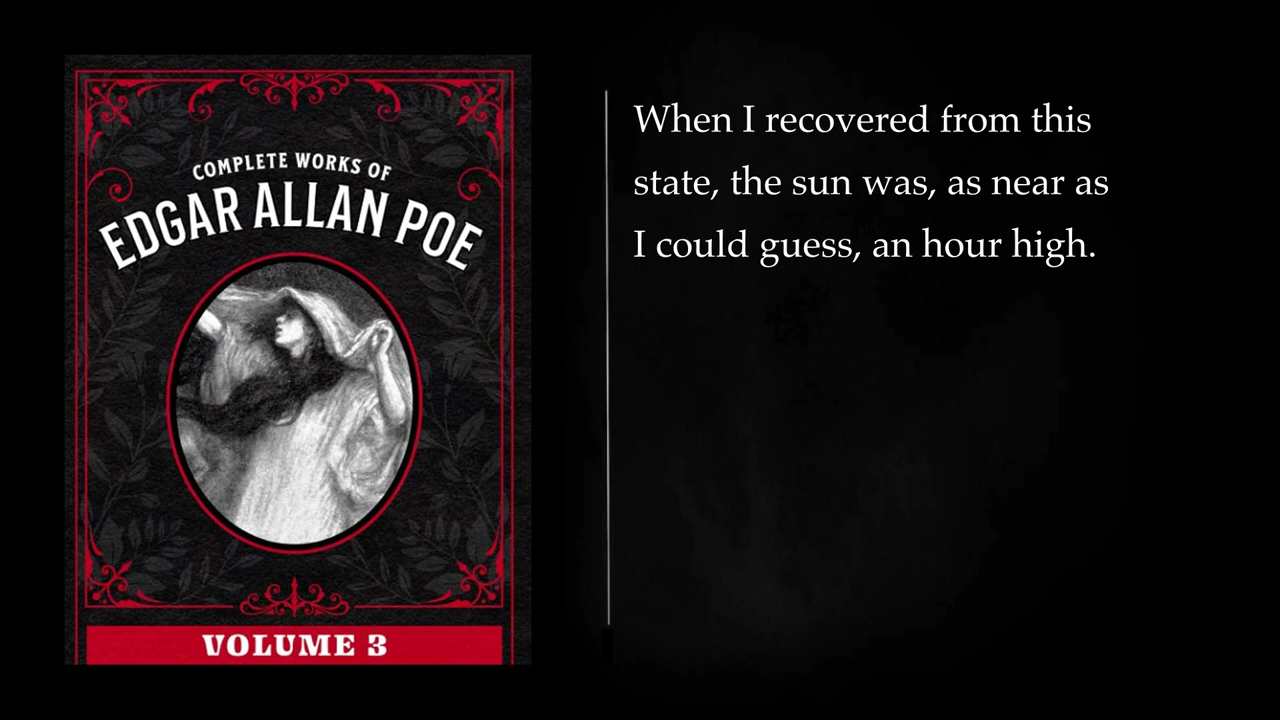 COMPLETE WORKS OF
EDGAR ALLAN POE
VOLUME 3
When I recovered from this
state, the sun was, as near as
I could guess, an hour high.